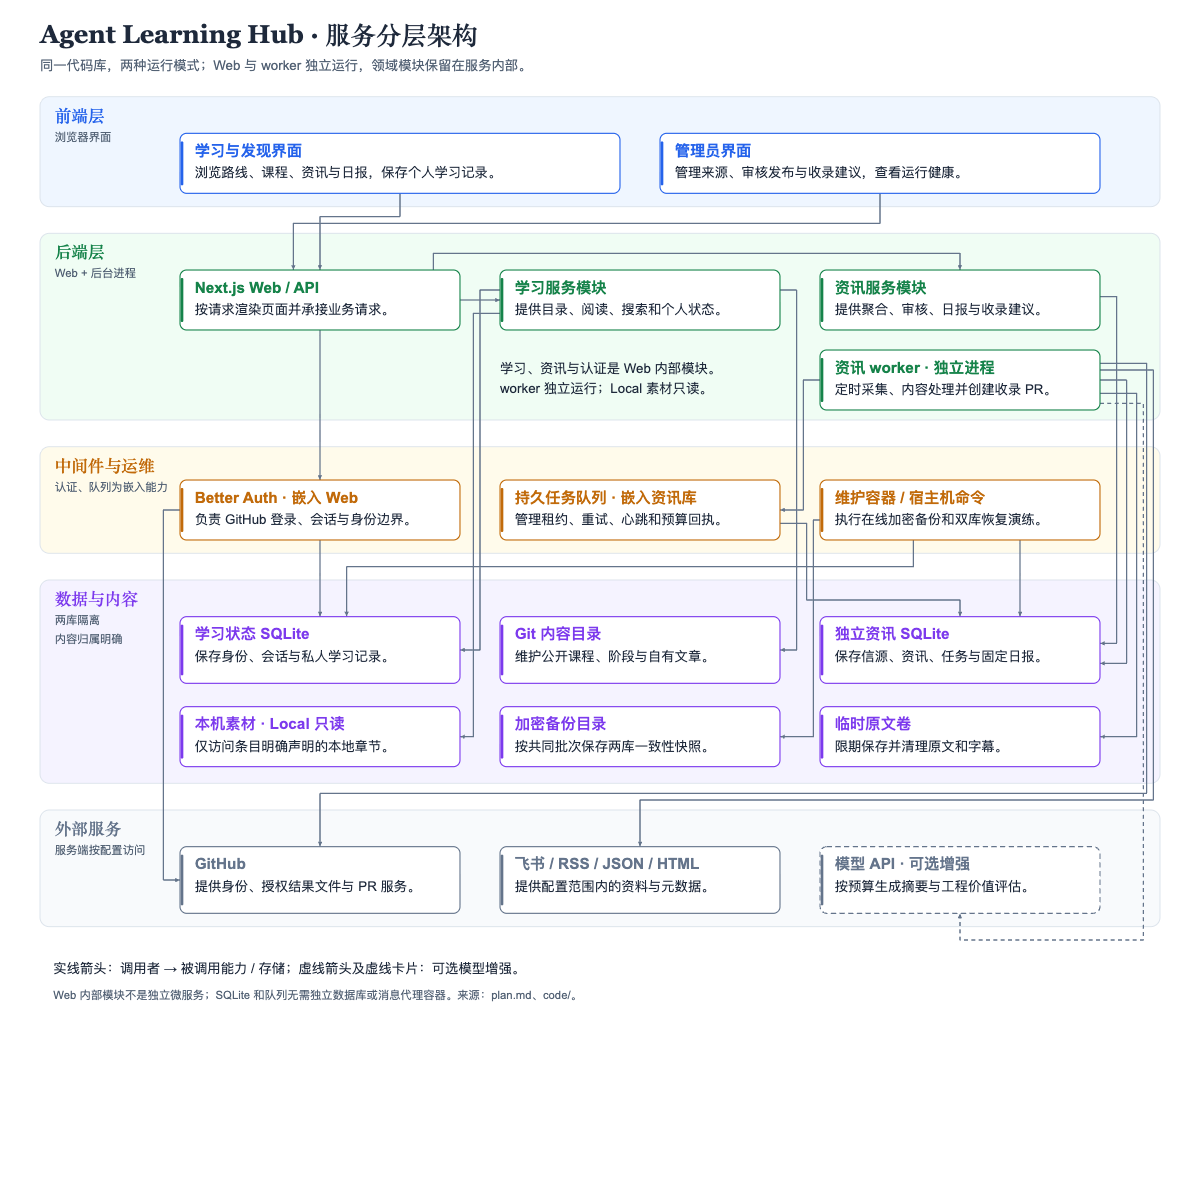 Agent Learning Hub · 服务分层架构
同一代码库，两种运行模式；Web 与 worker 独立运行，领域模块保留在服务内部。
前端层
浏览器界面
学习与发现界面
浏览路线、课程、资讯与日报，保存个人学习记录。
管理员界面
管理来源、审核发布与收录建议，查看运行健康。
后端层
Web + 后台进程
Next.js Web / API
按请求渲染页面并承接业务请求。
学习服务模块
提供目录、阅读、搜索和个人状态。
资讯服务模块
提供聚合、审核、日报与收录建议。
学习、资讯与认证是 Web 内部模块。
worker 独立运行；Local 素材只读。
资讯 worker · 独立进程
定时采集、内容处理并创建收录 PR。
中间件与运维
认证、队列为嵌入能力
Better Auth · 嵌入 Web
负责 GitHub 登录、会话与身份边界。
持久任务队列 · 嵌入资讯库
管理租约、重试、心跳和预算回执。
维护容器 / 宿主机命令
执行在线加密备份和双库恢复演练。
数据与内容
两库隔离
内容归属明确
学习状态 SQLite
保存身份、会话与私人学习记录。
Git 内容目录
维护公开课程、阶段与自有文章。
独立资讯 SQLite
保存信源、资讯、任务与固定日报。
本机素材 · Local 只读
仅访问条目明确声明的本地章节。
加密备份目录
按共同批次保存两库一致性快照。
临时原文卷
限期保存并清理原文和字幕。
外部服务
服务端按配置访问
GitHub
提供身份、授权结果文件与 PR 服务。
飞书 / RSS / JSON / HTML
提供配置范围内的资料与元数据。
模型 API · 可选增强
按预算生成摘要与工程价值评估。
实线箭头：调用者 → 被调用能力 / 存储；虚线箭头及虚线卡片：可选模型增强。
Web 内部模块不是独立微服务；SQLite 和队列无需独立数据库或消息代理容器。来源：plan.md、code/。